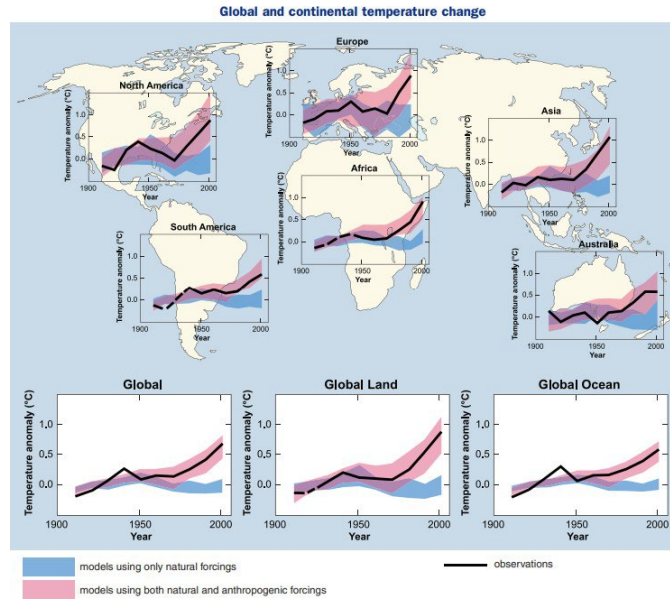 Global and continental temperature change
Europe
Temperature anomaly (°C)
1,0
0,5
0,0
1900
1950
2000
Year
North America
Temperature anomaly (°C)
1,0
0,5
0,0
1900
1950
2000
Year
Asia
Temperature anomaly (°C)
1,0
0,5
0,0
1900
1950
2000
Year
Africa
Temperature anomaly (°C)
1,0
0,5
0,0
1900
1950
2000
Year
South America
Temperature anomaly (°C)
1,0
0,5
0,0
1900
1950
2000
Year
Australia
Temperature anomaly (°C)
1,0
0,5
0,0
1900
1950
2000
Year
Global
Temperature anomaly (°C)
1,0
0,5
0,0
1900
1950
2000
Year
Global Land
Temperature anomaly (°C)
1,0
0,5
0,0
1900
1950
2000
Year
Global Ocean
Temperature anomaly (°C)
1,0
0,5
0,0
1900
1950
2000
Year
models using only natural forcings
observations
models using both natural and anthropogenic forcings